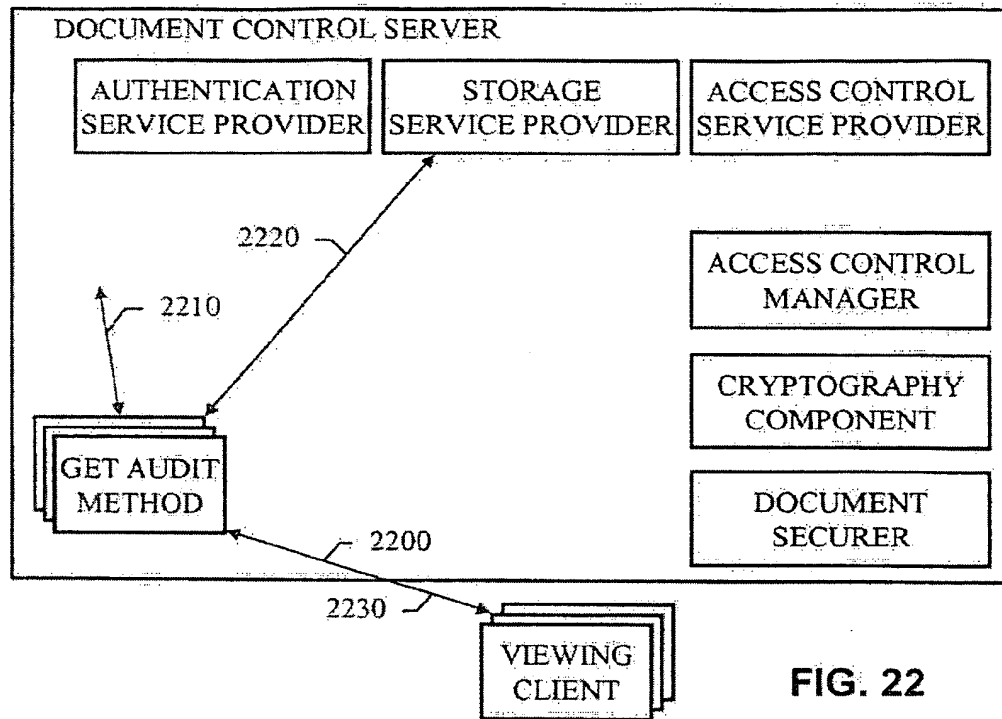 DOCUMENT CONTROL SERVER
AUTHENTICATION
SERVICE PROVIDER
STORAGE
SERVICE PROVIDER
ACCESS CONTROL
SERVICE PROVIDER
2220
ACCESS CONTROL
MANAGER
2210
CRYPTOGRAPHY
COMPONENT
GET AUDIT
METHOD
DOCUMENT
SECURER
2200
2230
VIEWING
CLIENT
FIG. 22